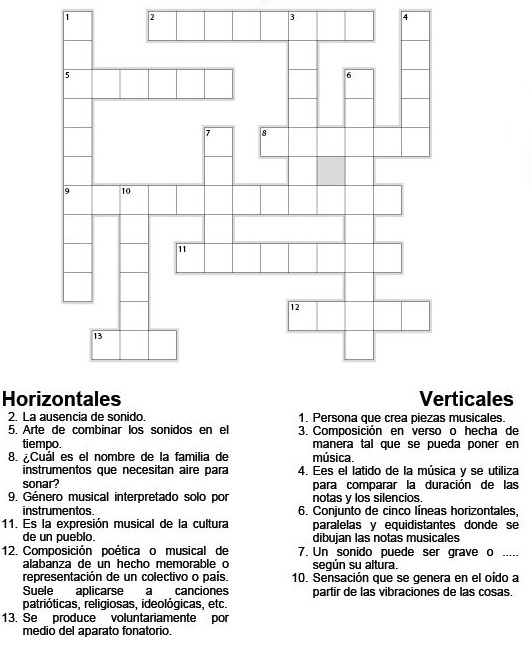 1
2
3
4
5
6
7
8
9
10
11
12
13
Horizontales
2. La ausencia de sonido.
5. Arte de combinar los sonidos en el
tiempo.
8. ¿Cuál es el nombre de la familia de
instrumentos que necesitan aire para
sonar?
9. Género musical interpretado solo por
instrumentos.
11. Es la expresión musical de la cultura
de un pueblo.
12. Composición poética o musical de
alabanza de un hecho memorable o
representación de un colectivo o país.
Suele aplicarse a canciones
patrióticas, religiosas, ideológicas, etc.
13. Se produce voluntariamente por
medio del aparato fonatorio.
Verticales
1. Persona que crea piezas musicales.
3. Composición en verso o hecha de
manera tal que se pueda poner en
música.
4. Ees el latido de la música y se utiliza
para comparar la duración de las
notas y los silencios.
6. Conjunto de cinco líneas horizontales,
paralelas y equidistantes donde se
dibujan las notas musicales
7. Un sonido puede ser grave o .....
según su altura.
10. Sensación que se genera en el oído a
partir de las vibraciones de las cosas.